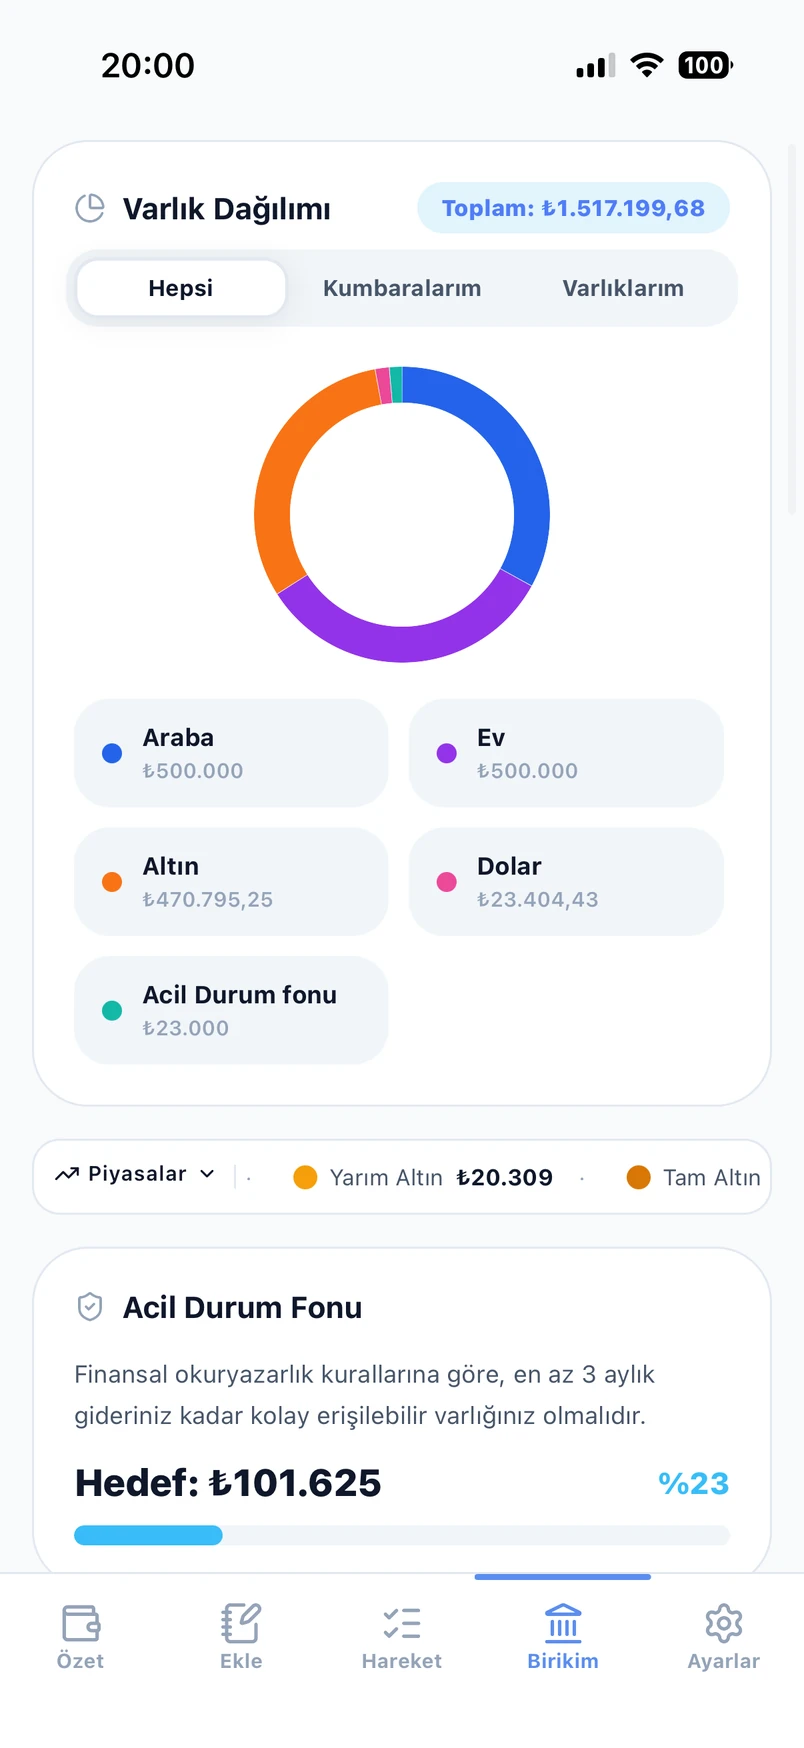 20:00
100
Varlık Dağılımı
Toplam: ₺1.517.199,68
Hepsi
Kumbaralarım
Varlıklarım
Araba
₺500.000
Ev
₺500.000
Altın
₺470.795,25
Dolar
₺23.404,43
Acil Durum fonu
₺23.000
Piyasalar
· Yarım Altın ₺20.309 · Tam Altın
Acil Durum Fonu
Finansal okuryazarlık kurallarına göre, en az 3 aylık
gideriniz kadar kolay erişilebilir varlığınız olmalıdır.
Hedef: ₺101.625
%23
Özet
Ekle
Hareket
Birikim
Ayarlar